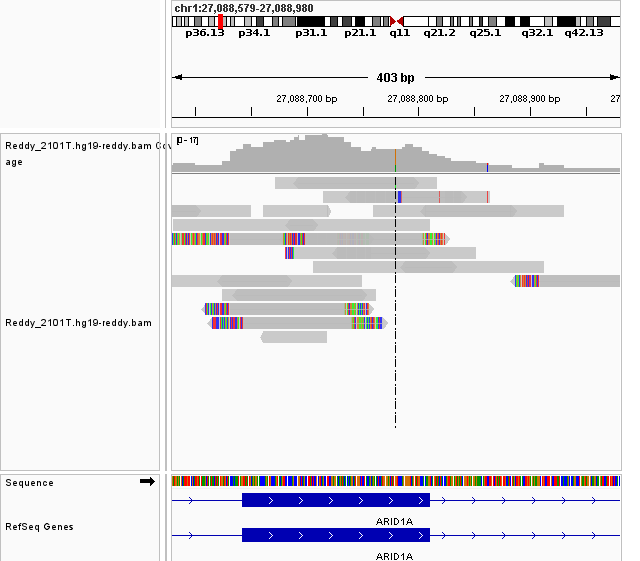 chr1:27,088,579-27,088,980
p36.13 p34.1 p31.1 p21.1 q11 q21.2 q25.1 q32.1 q42.13
403 bp
27,088,700 bp 27,088,800 bp 27,088,900 bp 27
Reddy_2101T.hg19-reddy.bam Cov
age
[0 - 17]
Reddy_2101T.hg19-reddy.bam
Sequence
ARID1A
RefSeq Genes
ARID1A